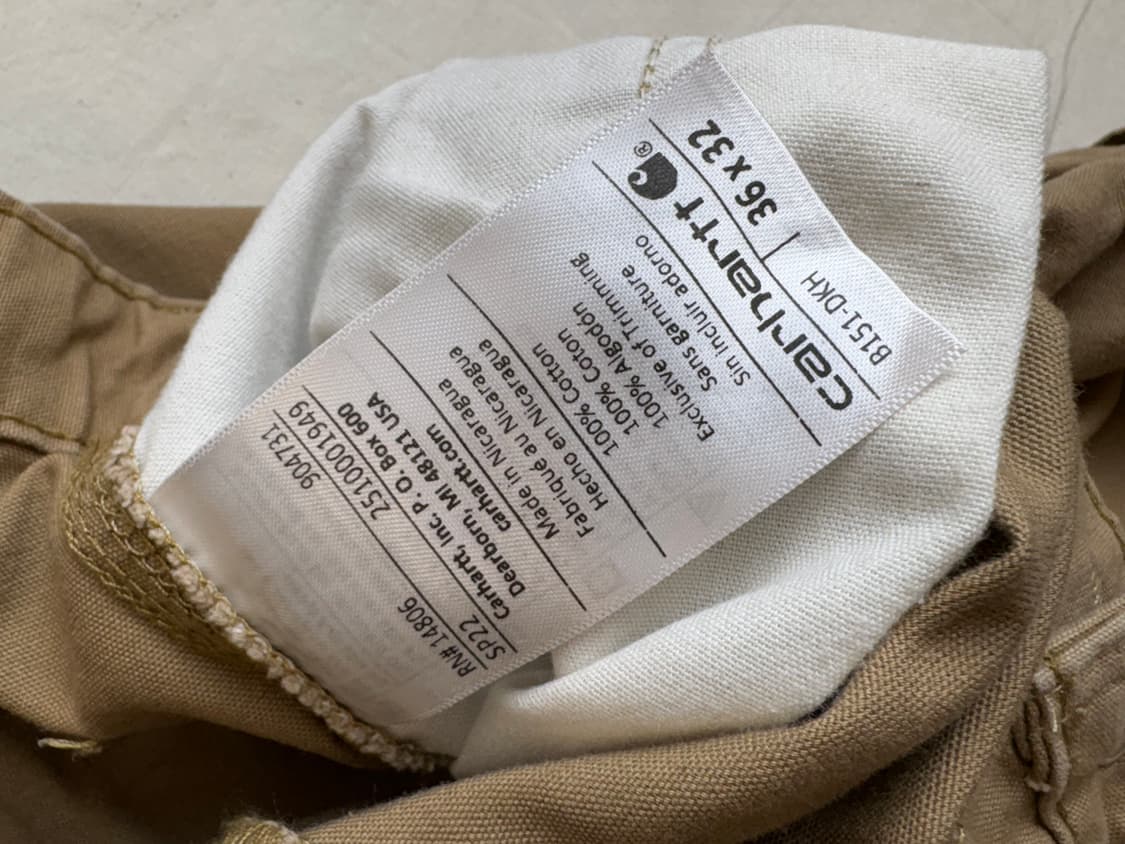 B151-DKH 36 x 32
carhartt ®
Exclusive of Trimming
Sans garniture
Sin incluir adorno
100% Cotton
100% Coton
100% Algodón
Made in Nicaragua
Fabriqué au Nicaragua
Hecho en Nicaragua
Carhartt, Inc. P. O. Box 600
Dearborn, MI 48121 USA
carhartt.com
SP22 2510001949
RN# 14806 904731